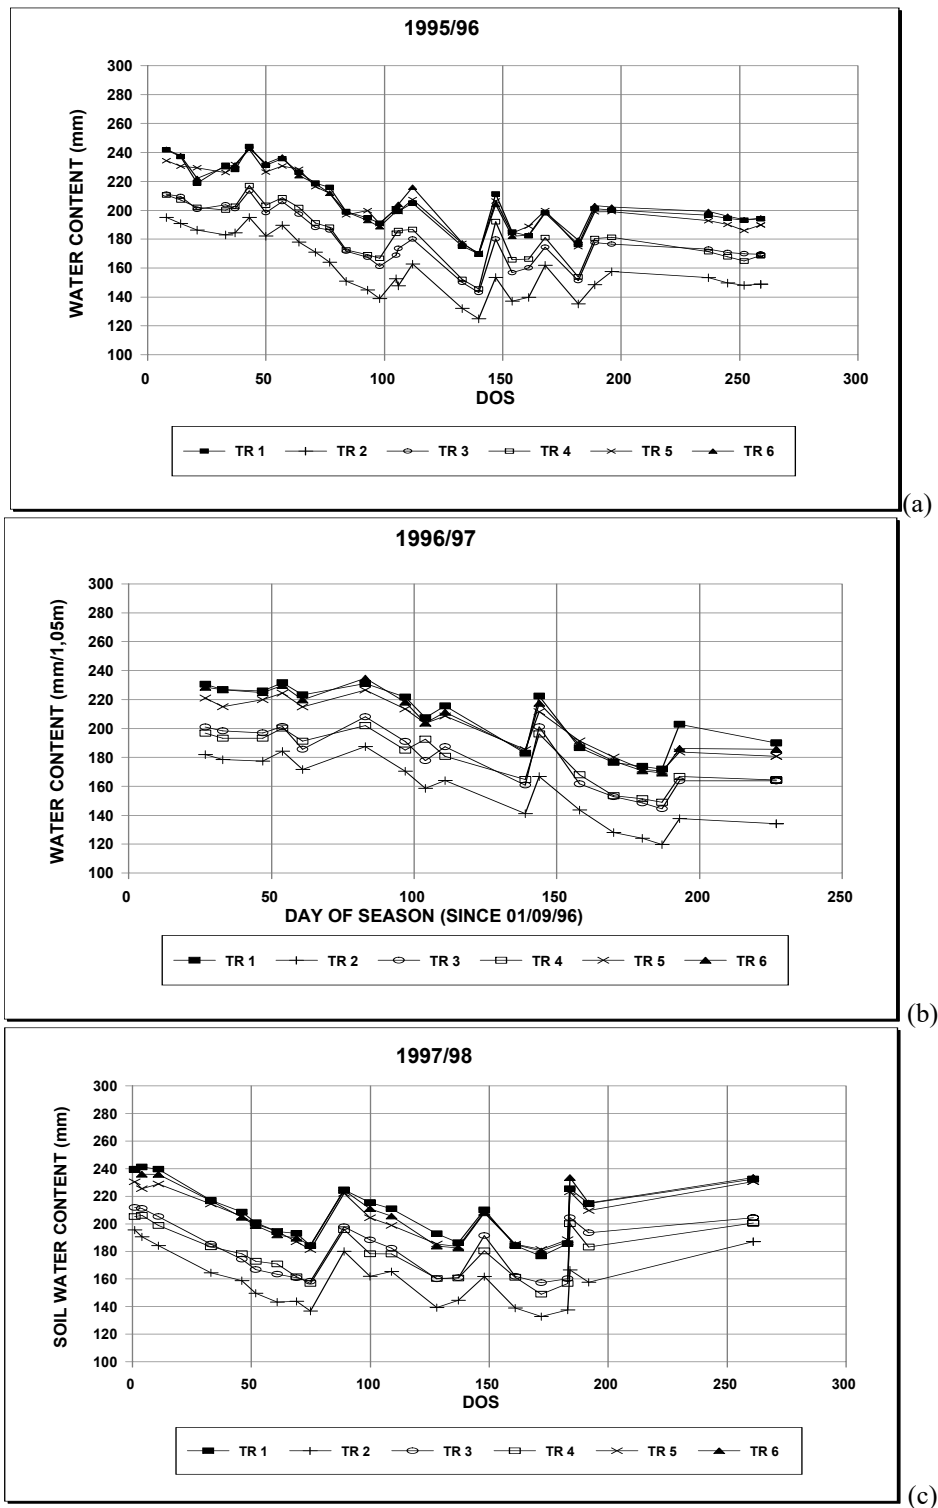 1995/96
WATER CONTENT (mm)
300
280
260
240
220
200
180
160
140
120
100
0 50 100 150 200 250 300
DOS
TR 1 TR 2 TR 3 TR 4 TR 5 TR 6
(a)
1996/97
WATER CONTENT (mm/1,05m)
300
280
260
240
220
200
180
160
140
120
100
0 50 100 150 200 250
DAY OF SEASON (SINCE 01/09/96)
TR 1 TR 2 TR 3 TR 4 TR 5 TR 6
(b)
1997/98
SOIL WATER CONTENT (mm)
300
280
260
240
220
200
180
160
140
120
100
0 50 100 150 200 250 300
DOS
TR 1 TR 2 TR 3 TR 4 TR 5 TR 6
(c)